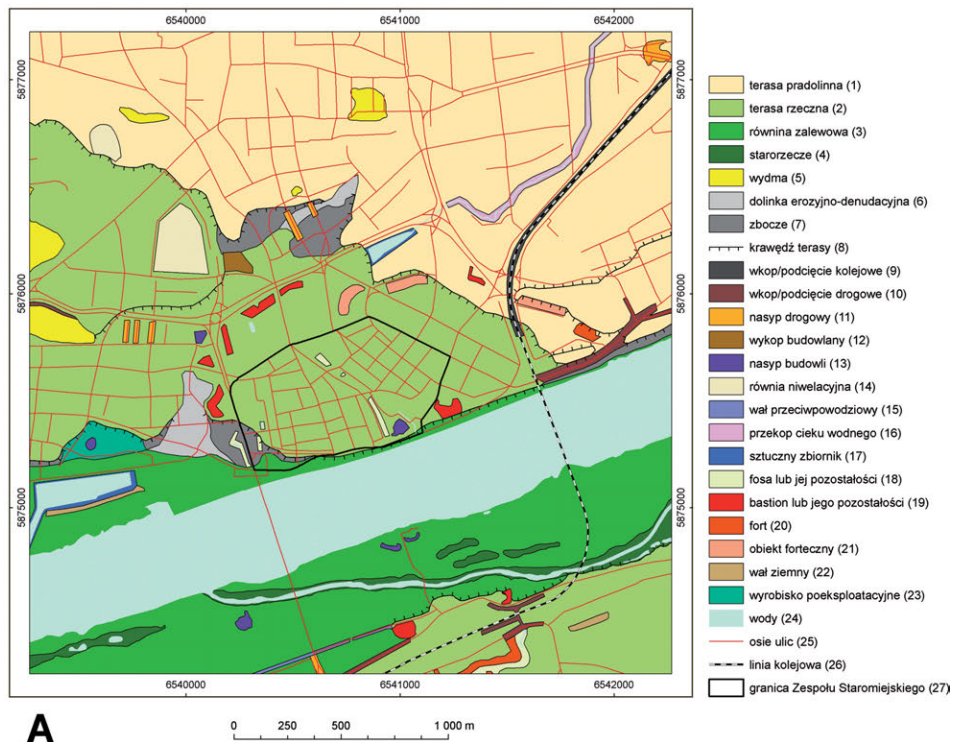 6540000 6541000 6542000
5877000 5877000
5876000 5876000
5875000 5875000
6540000 6541000 6542000
terasa pradolinna (1)
terasa rzeczna (2)
równina zalewowa (3)
starorzecze (4)
wydma (5)
dolinka erozyjno-denudacyjna (6)
zbocze (7)
krawędź terasy (8)
wkop/podcięcie kolejowe (9)
wkop/podcięcie drogowe (10)
nasyp drogowy (11)
wykop budowlany (12)
nasyp budowli (13)
równia niwelacyjna (14)
wał przeciwpowodziowy (15)
przekop cieku wodnego (16)
sztuczny zbiornik (17)
fosa lub jej pozostałości (18)
bastion lub jego pozostałości (19)
fort (20)
obiekt forteczny (21)
wał ziemny (22)
wyrobisko poeksploatacyjne (23)
wody (24)
osie ulic (25)
linia kolejowa (26)
granica Zespołu Staromiejskiego (27)
A
0 250 500 1 000 m